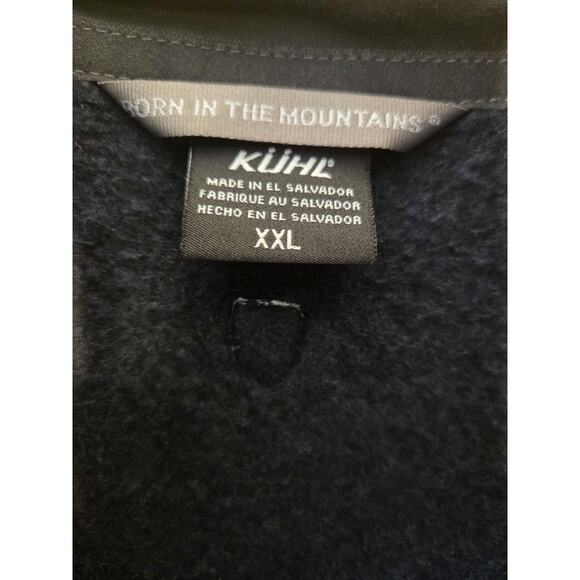 BORN IN THE MOUNTAINS®
KÜHL®
MADE IN EL SALVADOR
FABRIQUE AU SALVADOR
HECHO EN EL SALVADOR
XXL